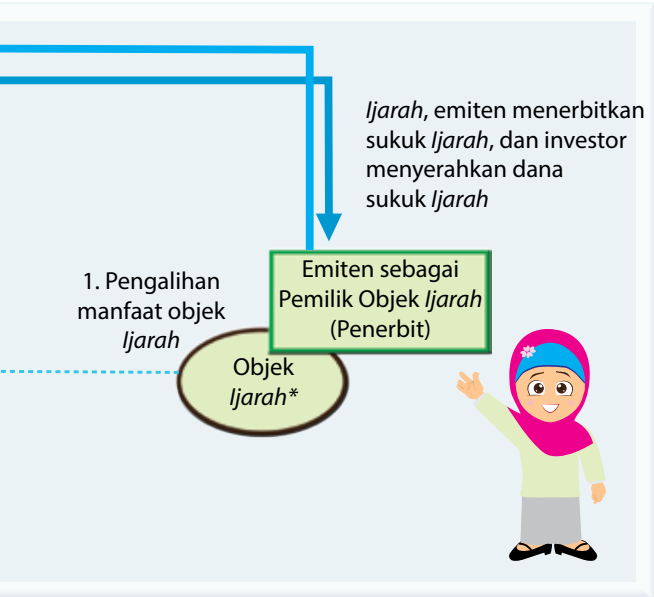 Ijarah, emiten menerbitkan
sukuk Ijarah, dan investor
menyerahkan dana
sukuk Ijarah
Emiten sebagai
Pemilik Objek Ijarah
(Penerbit)
1. Pengalihan
manfaat objek
Ijarah
Objek
Ijarah*